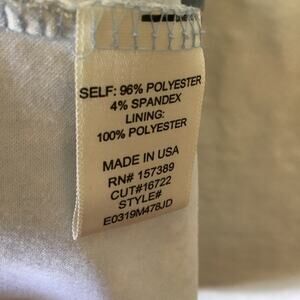 SELF: 96% POLYESTER
4% SPANDEX
LINING:
100% POLYESTER
MADE IN USA
RN# 157389
CUT#16722
STYLE#
E0319M478JD